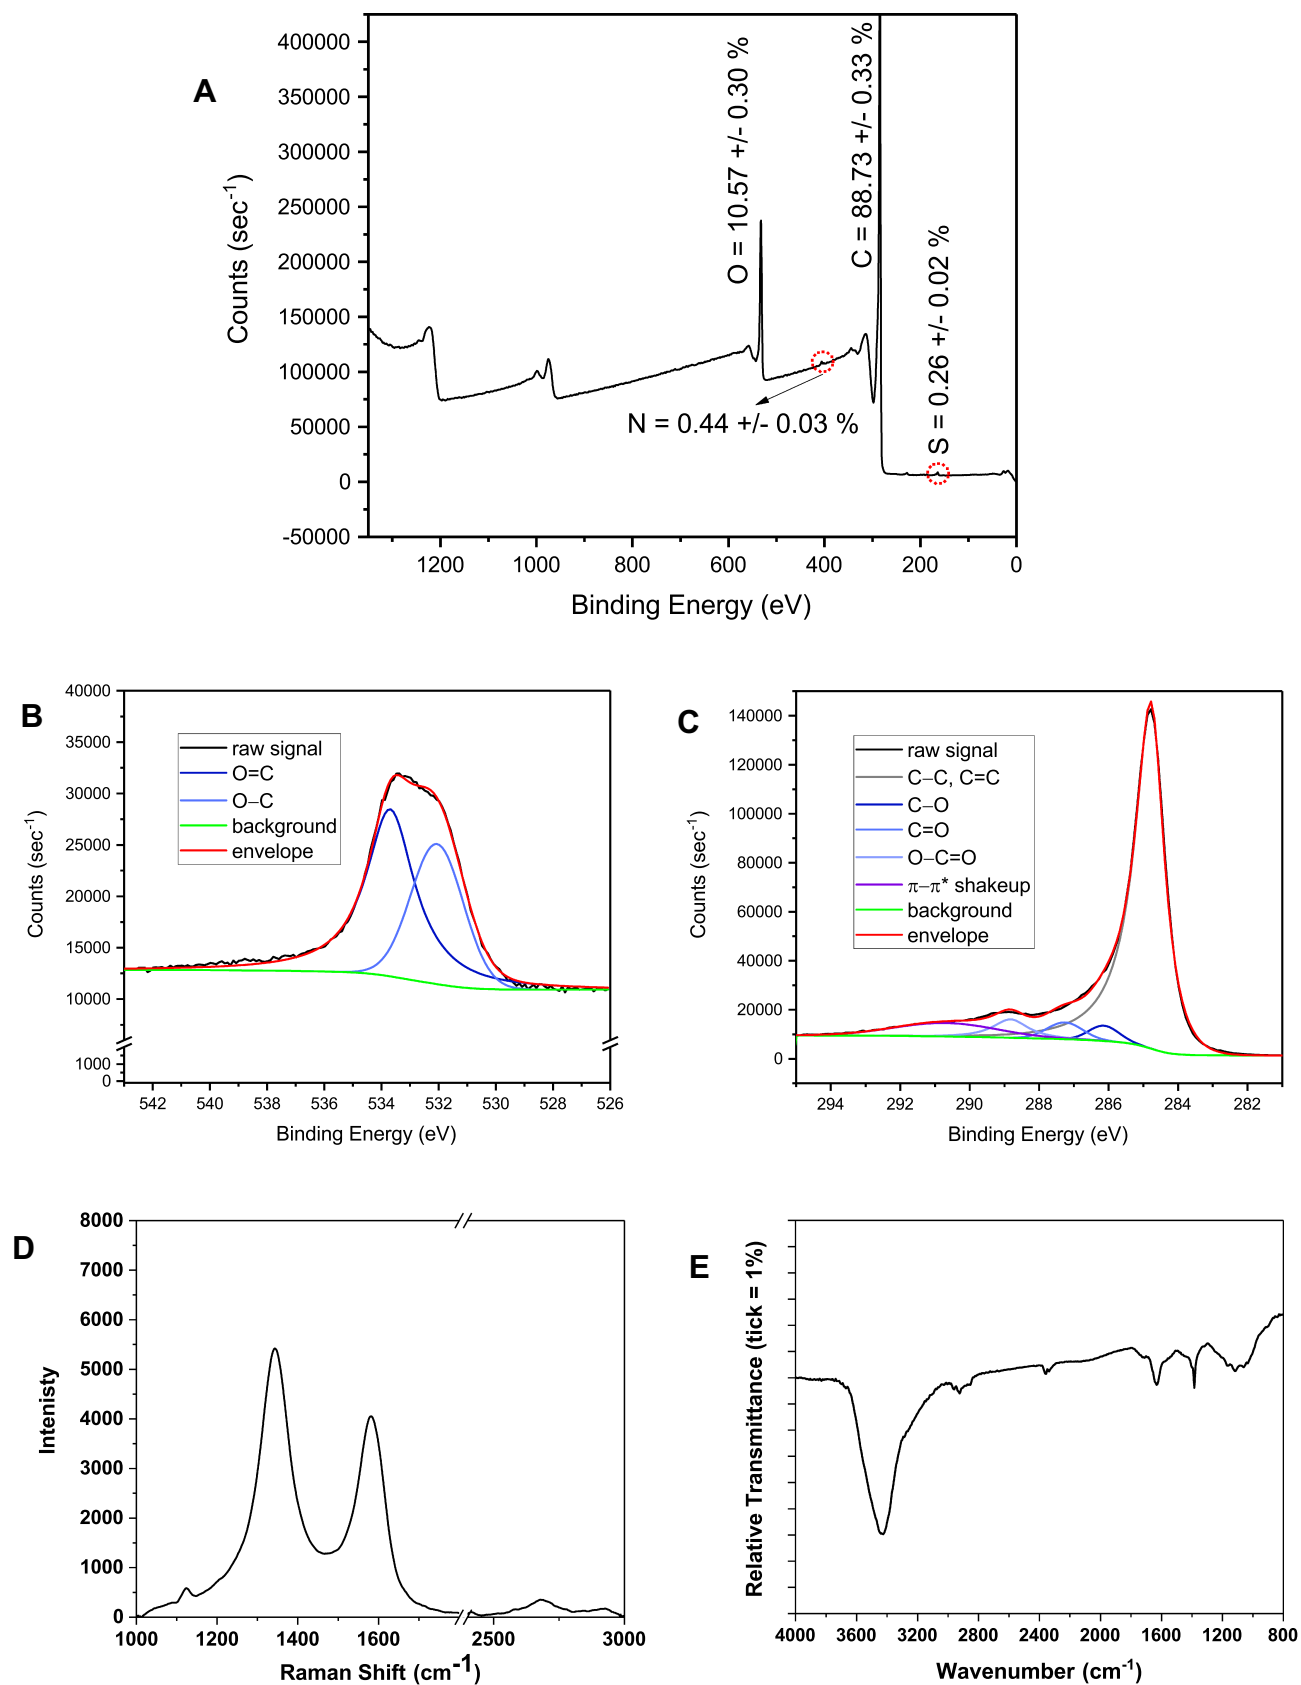 A
400000
350000
300000
250000
200000
150000
100000
50000
0
-50000
Counts (sec-1)
O = 10.57 +/- 0.30 %
C = 88.73 +/- 0.33 %
S = 0.26 +/- 0.02 %
N = 0.44 +/- 0.03 %
1200 1000 800 600 400 200 0
Binding Energy (eV)
B
40000
35000
30000
25000
20000
15000
10000
1000
0
Counts (sec-1)
raw signal
O=C
O–C
background
envelope
542 540 538 536 534 532 530 528 526
Binding Energy (eV)
C
140000
120000
100000
80000
60000
40000
20000
0
Counts (sec-1)
raw signal
C–C, C=C
C–O
C=O
O–C=O
π–π* shakeup
background
envelope
294 292 290 288 286 284 282
Binding Energy (eV)
D
8000
7000
6000
5000
4000
3000
2000
1000
0
Intenisty
1000 1200 1400 1600 2500 3000
Raman Shift (cm-1)
E
Relative Transmittance (tick = 1%)
4000 3600 3200 2800 2400 2000 1600 1200 800
Wavenumber (cm-1)